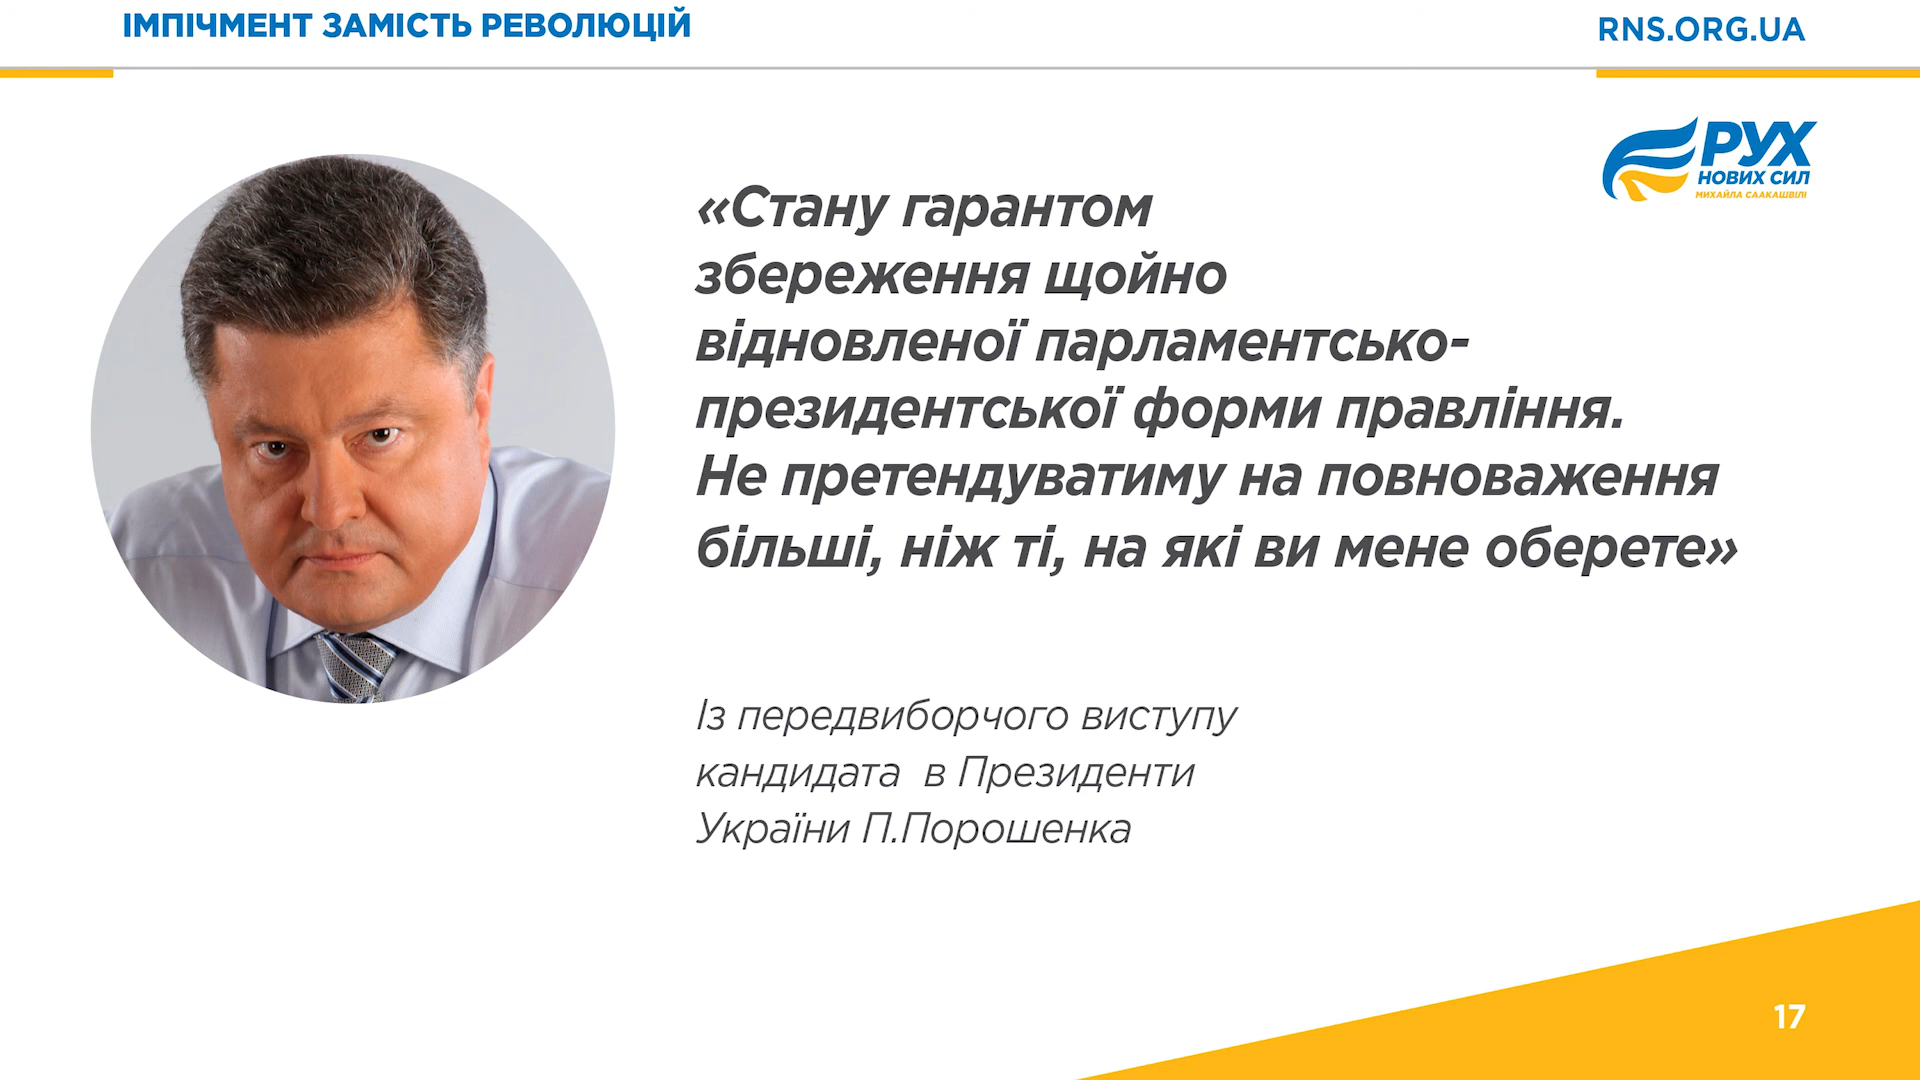 ІМПІЧМЕНТ ЗАМІСТЬ РЕВОЛЮЦІЙ
RNS.ORG.UA
РУХ
НОВИХ СИЛ
МИХАЙЛА СААКАШВІЛІ
«Стану гарантом
збереження щойно
відновленої парламентсько-
президентської форми правління.
Не претендуватиму на повноваження
більші, ніж ті, на які ви мене оберете»
Із передвиборчого виступу
кандидата  в Президенти
України П.Порошенка
17